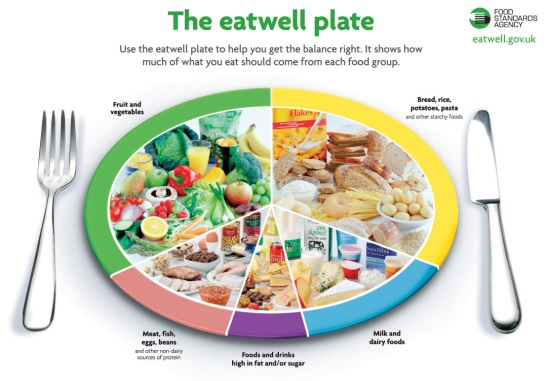 The eatwell plate
FOOD
STANDARDS
AGENCY
eatwell.gov.uk
Use the eatwell plate to help you get the balance right. It shows how
much of what you eat should come from each food group.
Fruit and
vegetables
Bread, rice,
potatoes, pasta
and other starchy foods
Flakes
Meat, fish,
eggs, beans
and other non-dairy
sources of protein
Foods and drinks
high in fat and/or sugar
Milk and
dairy foods